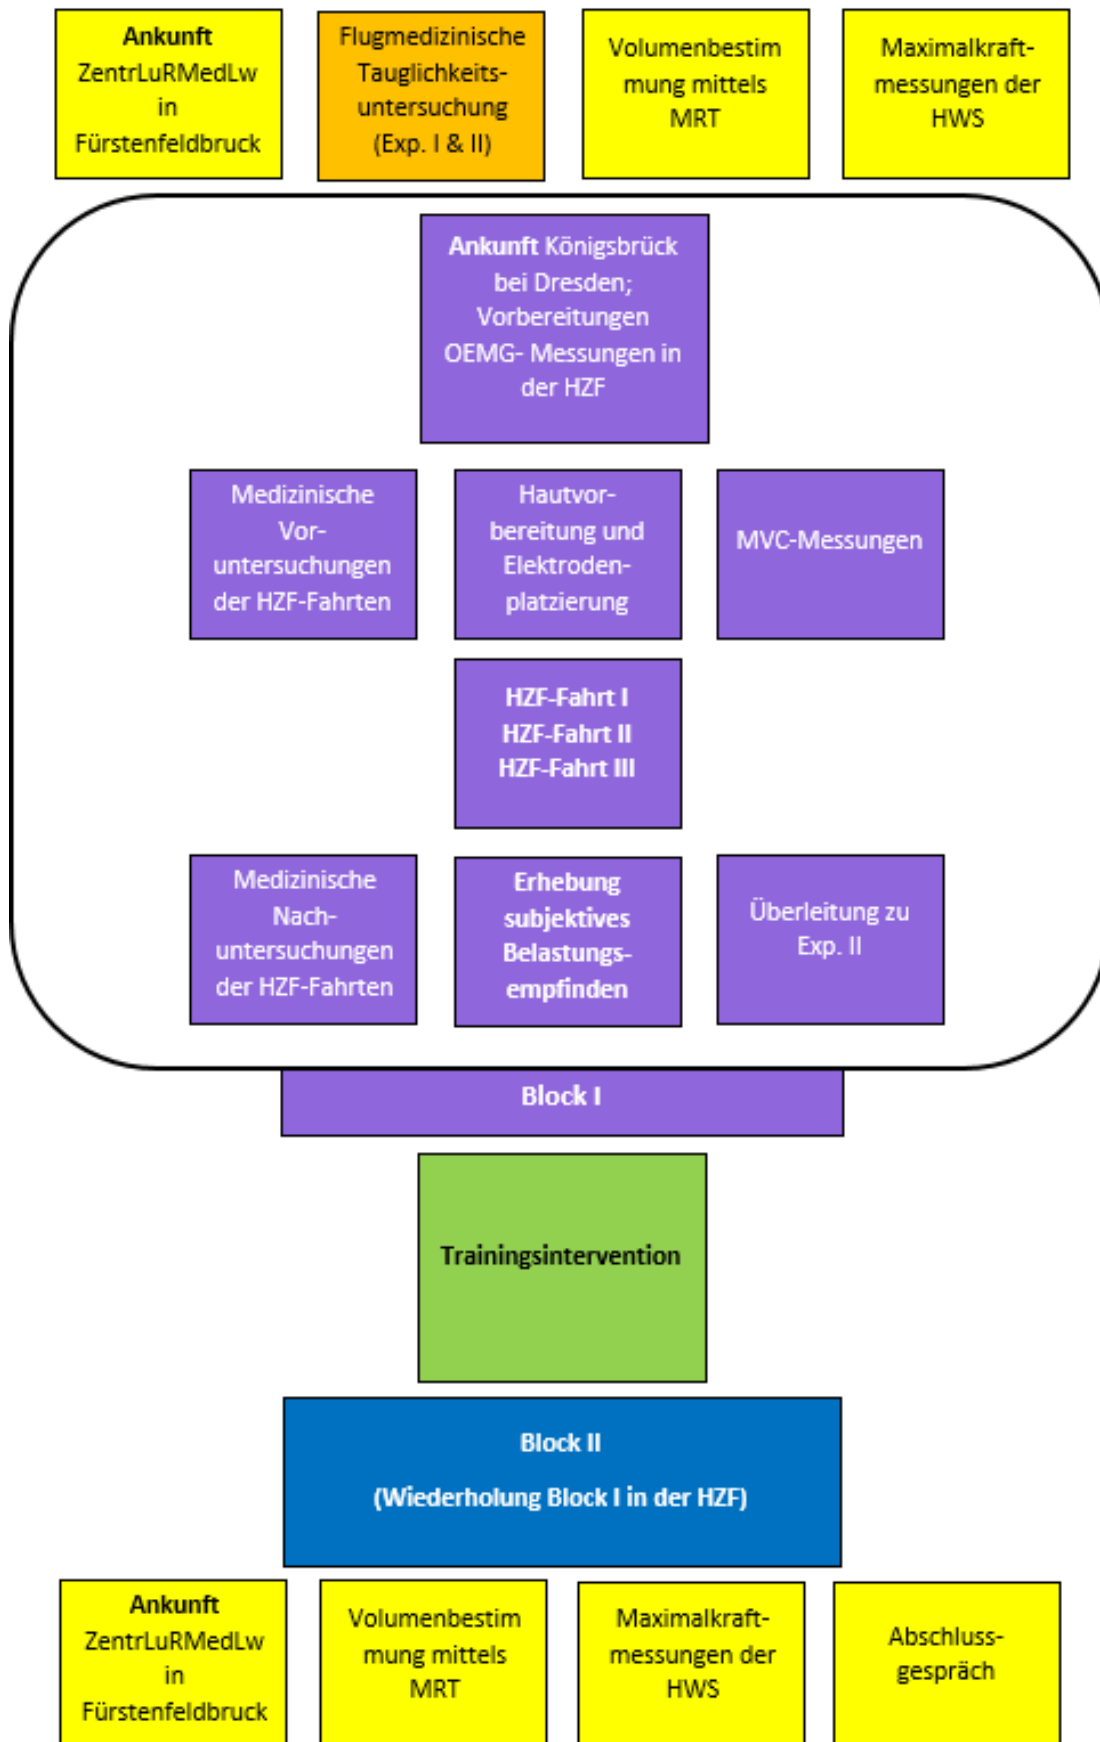 Ankunft
ZentrLuRMedLw
in
Fürstenfeldbruck
Flugmedizinische
Tauglichkeits-
untersuchung
(Exp. I & II)
Volumenbestim
mung mittels
MRT
Maximalkraft-
messungen der
HWS
Ankunft Königsbrück
bei Dresden;
Vorbereitungen
OEMG- Messungen in
der HZF
Medizinische
Vor-
untersuchungen
der HZF-Fahrten
Hautvor-
bereitung und
Elektroden-
platzierung
MVC-Messungen
HZF-Fahrt I
HZF-Fahrt II
HZF-Fahrt III
Medizinische
Nach-
untersuchungen
der HZF-Fahrten
Erhebung
subjektives
Belastungs-
empfinden
Überleitung zu
Exp. II
Block I
Trainingsintervention
Block II
(Wiederholung Block I in der HZF)
Ankunft
ZentrLuRMedLw
in
Fürstenfeldbruck
Volumenbestim
mung mittels
MRT
Maximalkraft-
messungen der
HWS
Abschluss-
gespräch